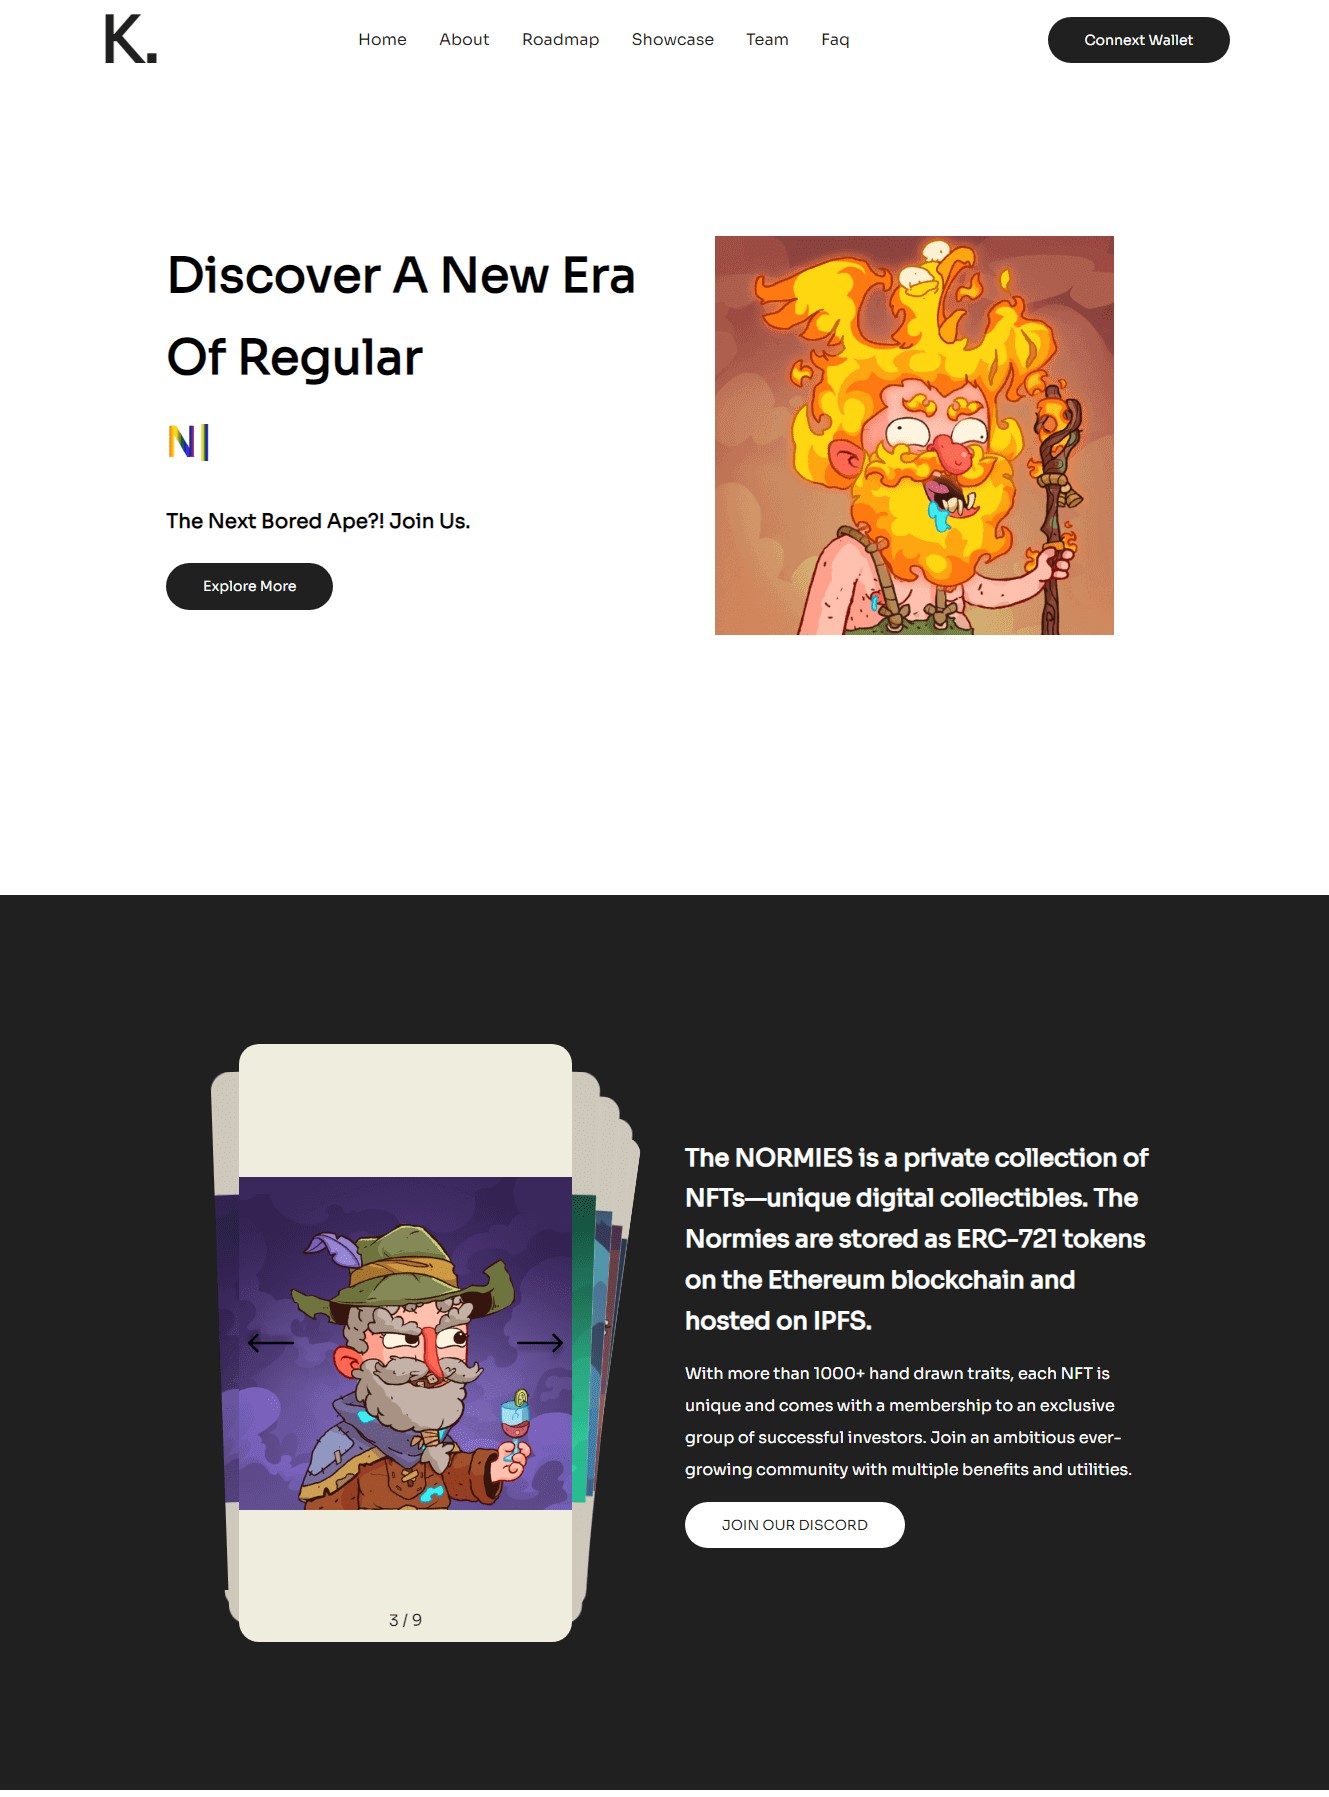 K.
Home About Roadmap Showcase Team Faq
Connext Wallet
Discover A New Era
Of Regular
N|
The Next Bored Ape?! Join Us.
Explore More
3 / 9
The NORMIES is a private collection of
NFTs—unique digital collectibles. The
Normies are stored as ERC-721 tokens
on the Ethereum blockchain and
hosted on IPFS.
With more than 1000+ hand drawn traits, each NFT is
unique and comes with a membership to an exclusive
group of successful investors. Join an ambitious ever-
growing community with multiple benefits and utilities.
JOIN OUR DISCORD